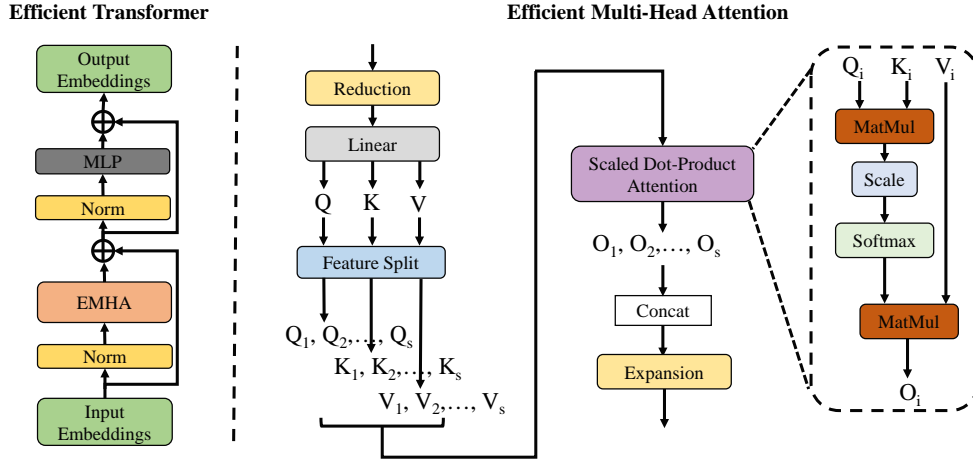 Efficient Transformer
Efficient Multi-Head Attention
Output
Embeddings
MLP
Norm
EMHA
Norm
Input
Embeddings
Reduction
Linear
Q K V
Feature Split
Q₁, Q₂,…, Qₛ
K₁, K₂,…, Kₛ
V₁, V₂,…, Vₛ
Scaled Dot-Product
Attention
O₁, O₂,…, Oₛ
Concat
Expansion
Qᵢ Kᵢ Vᵢ
MatMul
Scale
Softmax
MatMul
Oᵢ